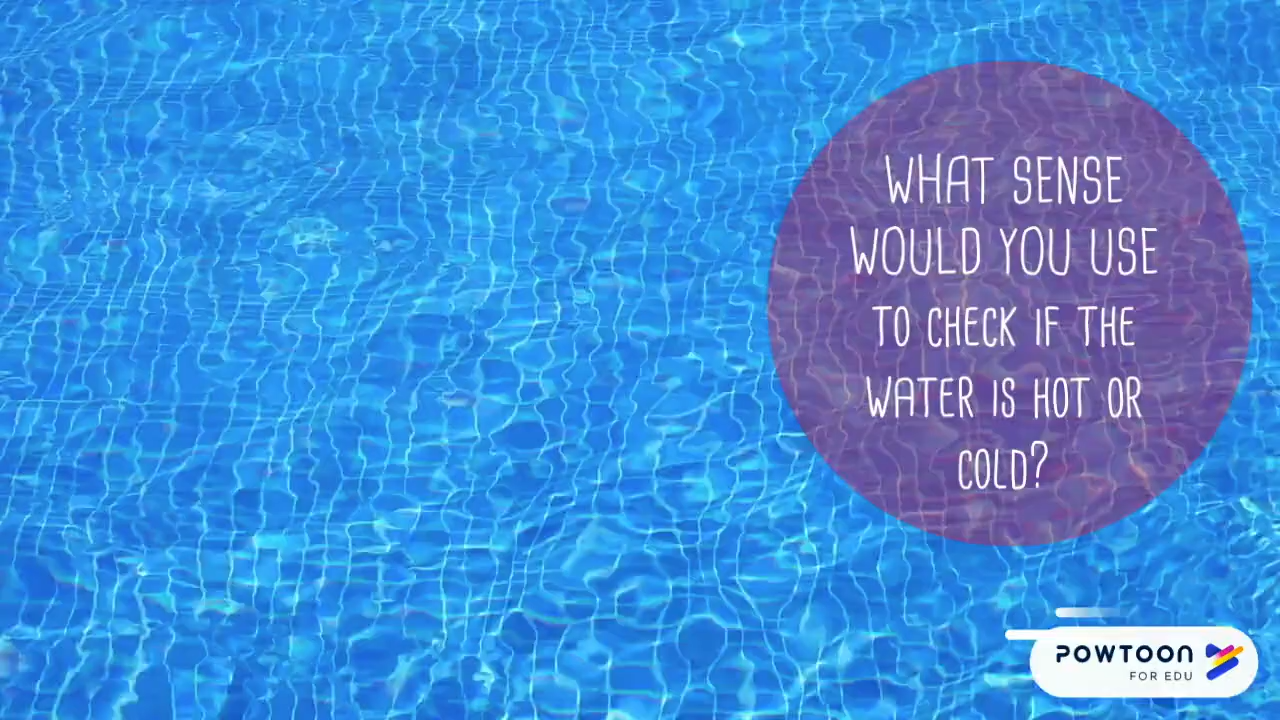 WHAT SENSE
WOULD YOU USE
TO CHECK IF THE
WATER IS HOT OR
COLD?
POWTOON
FOR EDU